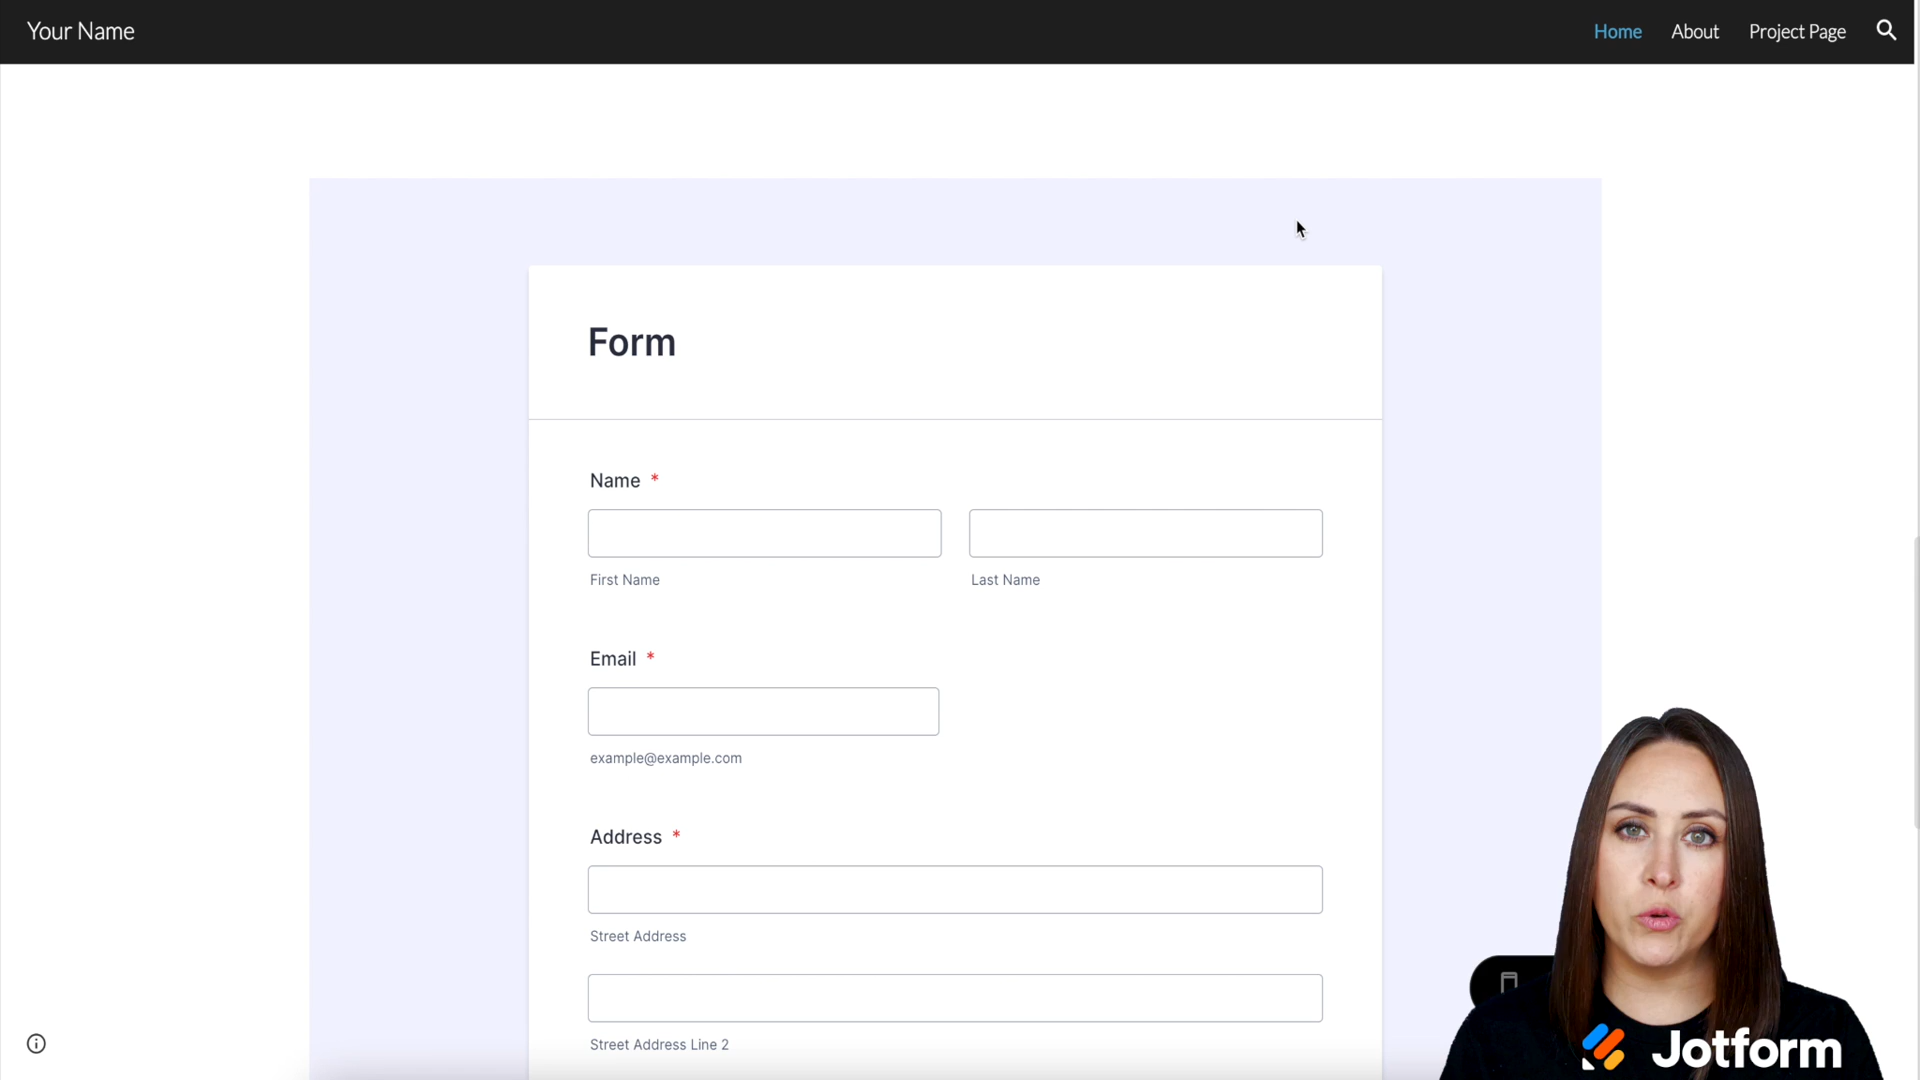 Your Name
Home About Project Page
Form
Name *
First Name Last Name
Email *
example@example.com
Address *
Street Address
Street Address Line 2
Jotform